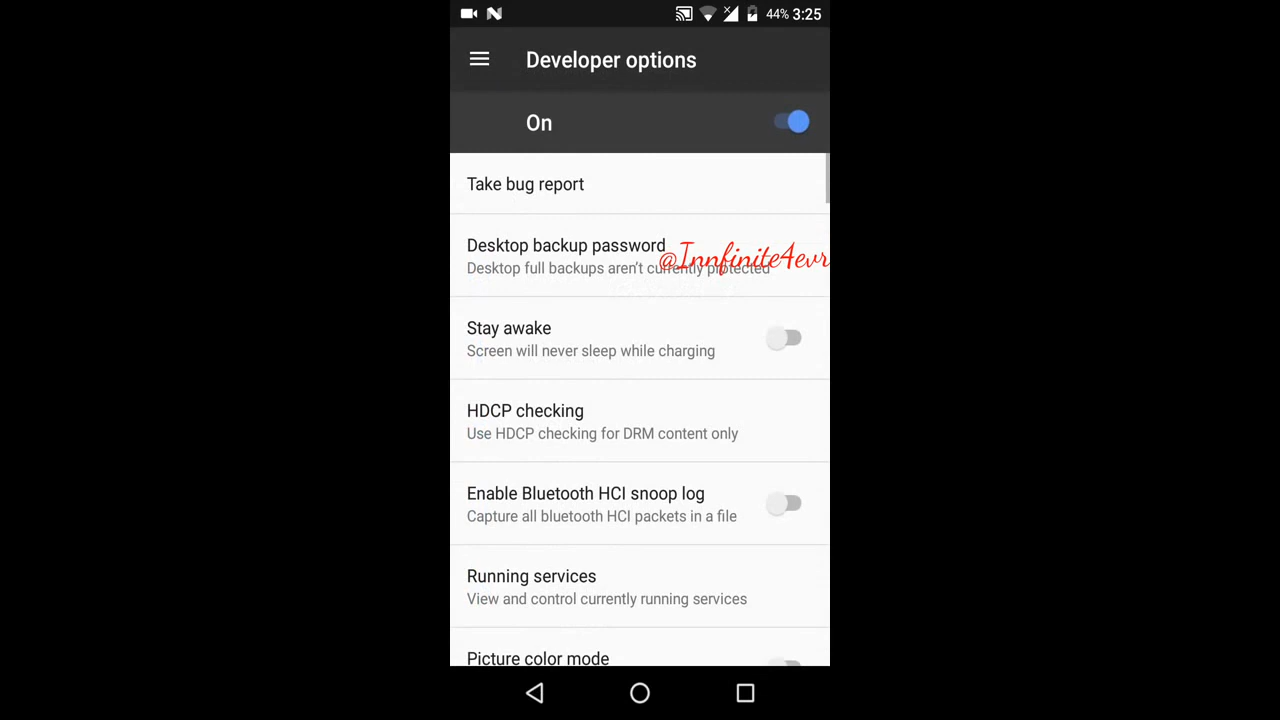 44% 3:25
Developer options
On
Take bug report
Desktop backup password
@Innfinite4evr
Desktop full backups aren't currently protected
Stay awake
Screen will never sleep while charging
HDCP checking
Use HDCP checking for DRM content only
Enable Bluetooth HCI snoop log
Capture all bluetooth HCI packets in a file
Running services
View and control currently running services
Picture color mode